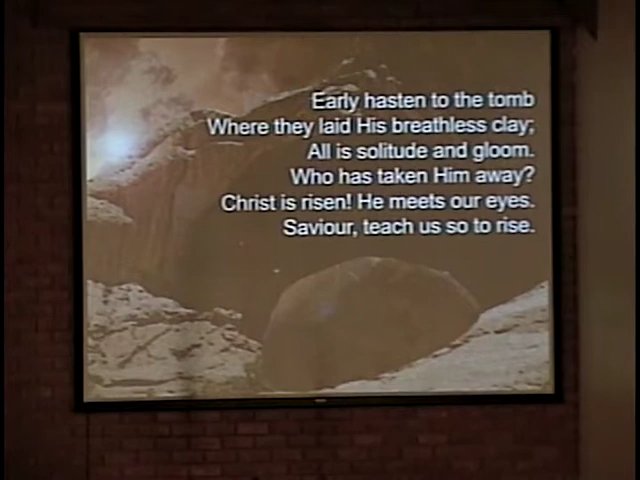 Early hasten to the tomb
Where they laid His breathless clay;
All is solitude and gloom.
Who has taken Him away?
Christ is risen! He meets our eyes.
Saviour, teach us so to rise.